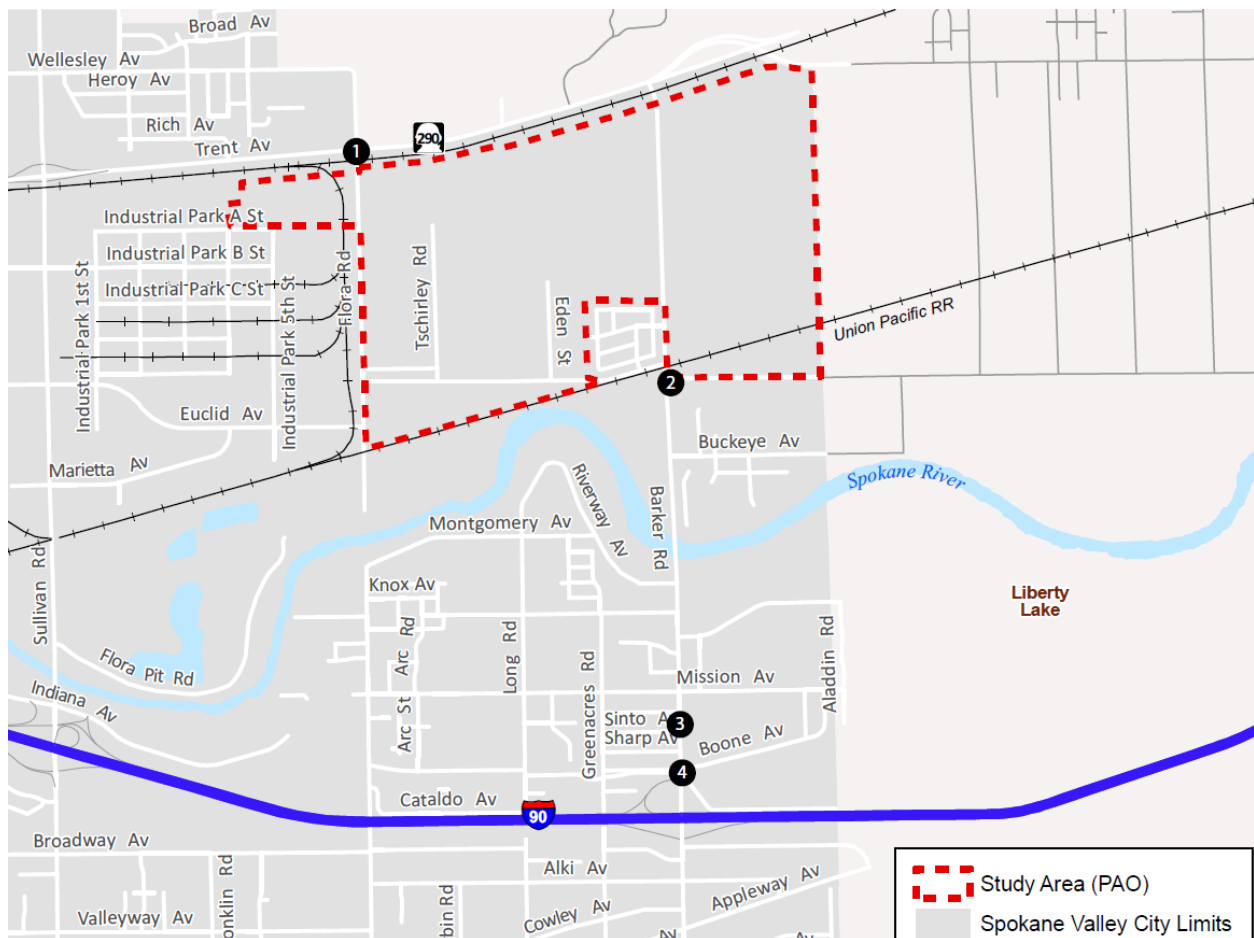 Broad Av
Wellesley Av
Heroy Av
Rich Av
Trent Av
290
1
Industrial Park A St
Industrial Park B St
Industrial Park C St
Industrial Park 1st St
Industrial Park 5th St
Flora Rd
Tschirley Rd
Eden St
Union Pacific RR
2
Euclid Av
Marietta Av
Buckeye Av
Spokane River
Riverway Av
Barker Rd
Montgomery Av
Sullivan Rd
Knox Av
Liberty
Lake
Arc Rd
Long Rd
Greenacres Rd
Aladdin Rd
Flora Pit Rd
Mission Av
Indiana Av
Arc St
Sinto A
3
Sharp Av
Boone Av
4
Cataldo Av
90
Broadway Av
Alki Av
Appleway Av
Valleyway Av
onklin Rd
bin Rd
Cowley Av
Study Area (PAO)
Spokane Valley City Limits